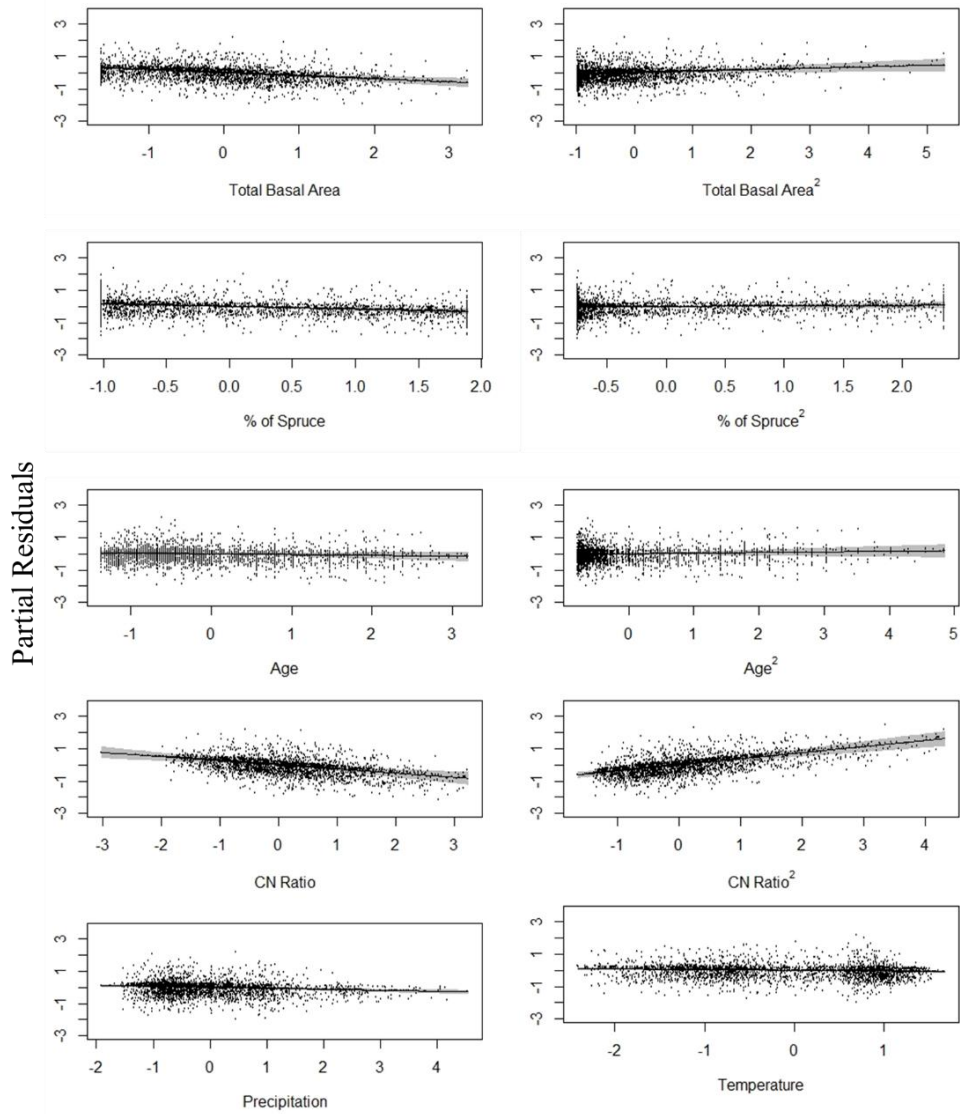 Partial Residuals
3
1
-1
-3
-1 0 1 2 3
Total Basal Area
3
1
-1
-3
-1 0 1 2 3 4 5
Total Basal Area²
3
1
-1
-3
-1.0 -0.5 0.0 0.5 1.0 1.5 2.0
% of Spruce
3
1
-1
-3
-0.5 0.0 0.5 1.0 1.5 2.0
% of Spruce²
3
1
-1
-3
-1 0 1 2 3
Age
3
1
-1
-3
0 1 2 3 4 5
Age²
3
1
-1
-3
-3 -2 -1 0 1 2 3
CN Ratio
3
1
-1
-3
-1 0 1 2 3 4
CN Ratio²
3
1
-1
-3
-2 -1 0 1 2 3 4
Precipitation
3
1
-1
-3
-2 -1 0 1
Temperature